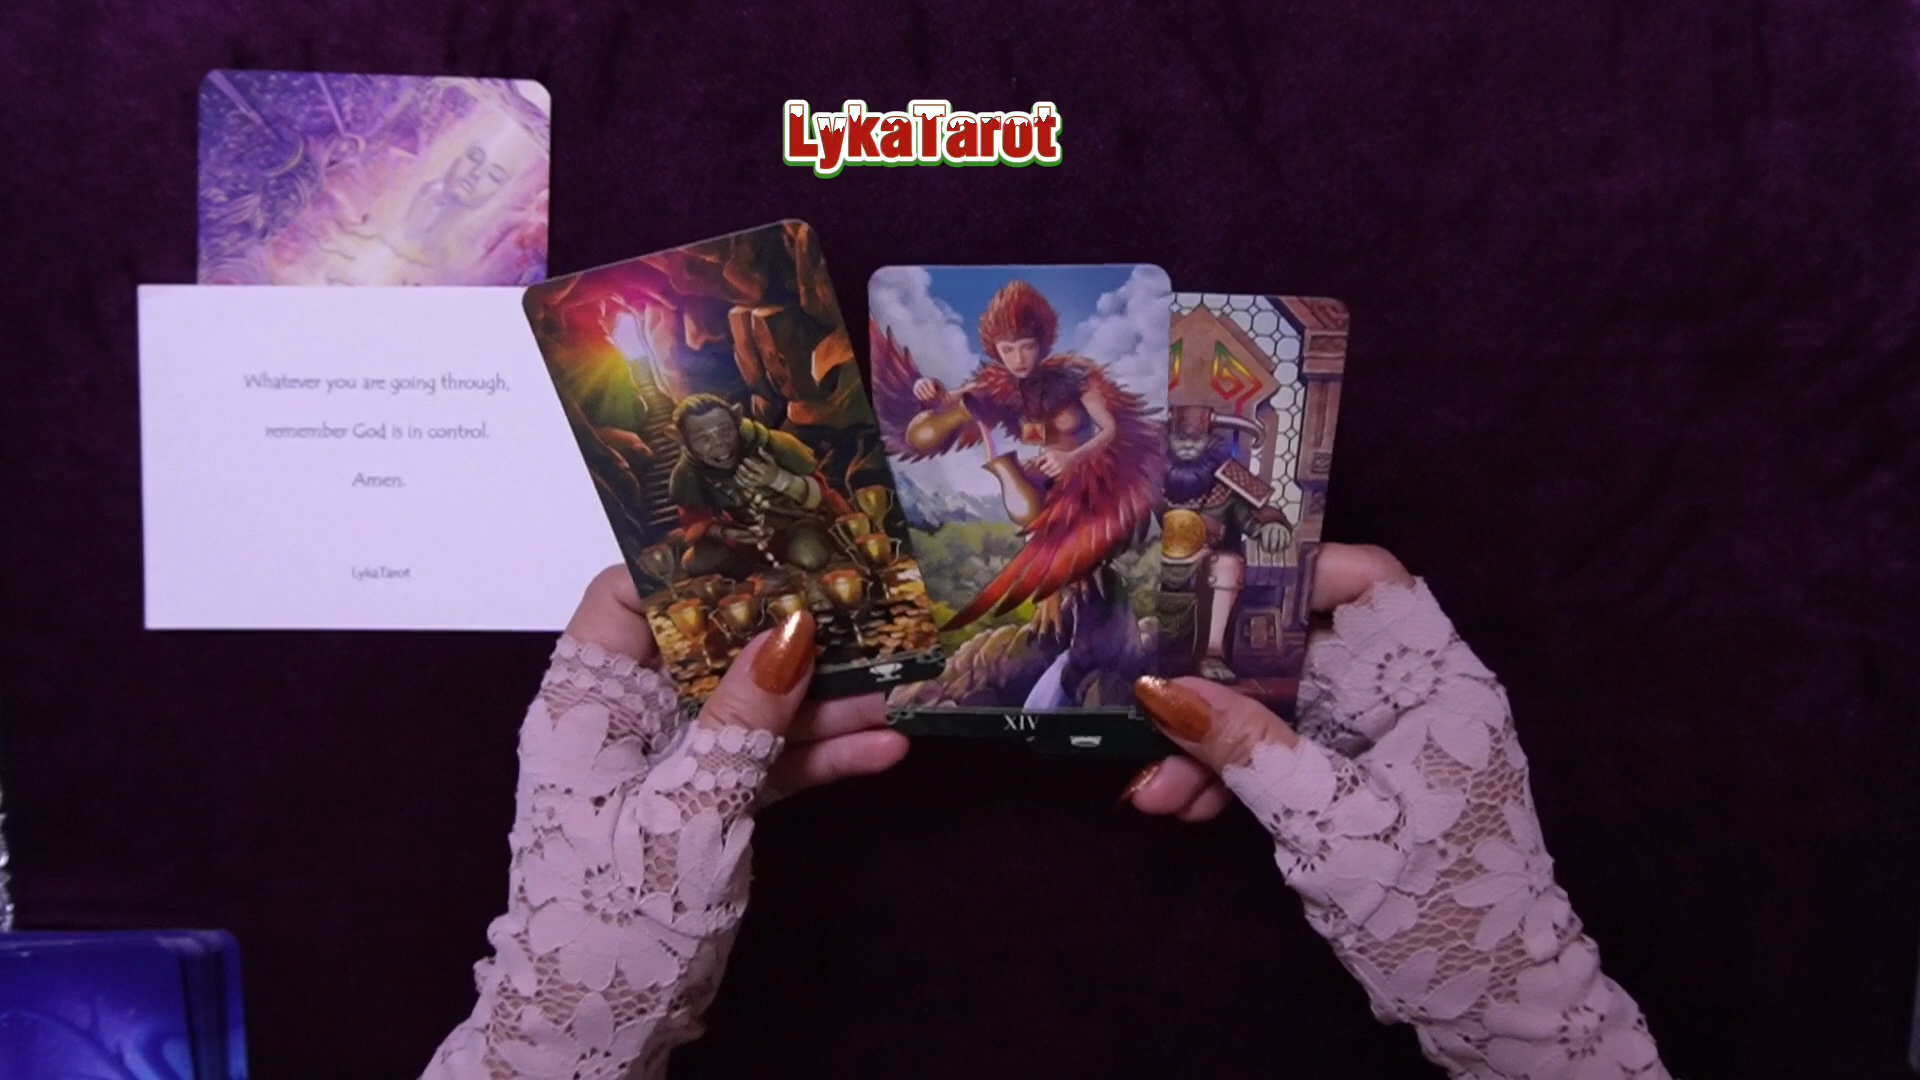 LykaTarot
Whatever you are going through,
remember God is in control.
Amen.
LykaTarot
XIV